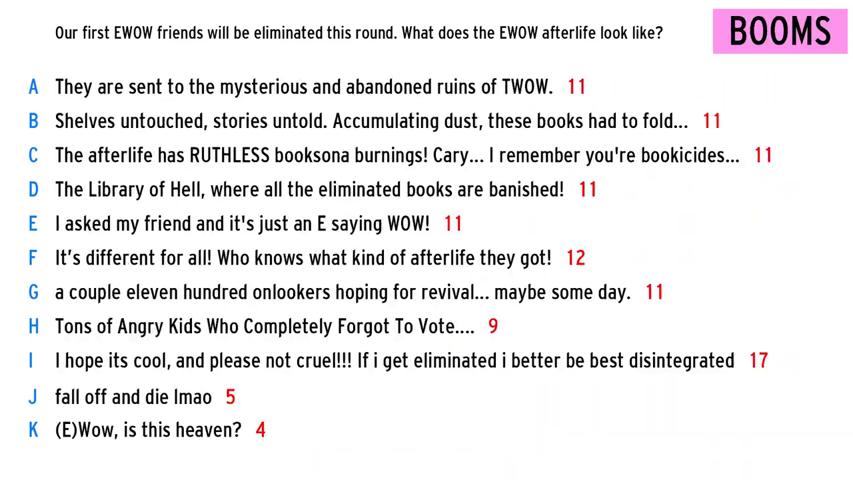 Our first EWOW friends will be eliminated this round. What does the EWOW afterlife look like?
BOOMS
A They are sent to the mysterious and abandoned ruins of TWOW. 11
B Shelves untouched, stories untold. Accumulating dust, these books had to fold... 11
C The afterlife has RUTHLESS booksona burnings! Cary... I remember you're bookicides... 11
D The Library of Hell, where all the eliminated books are banished! 11
E I asked my friend and it's just an E saying WOW! 11
F It’s different for all! Who knows what kind of afterlife they got! 12
G a couple eleven hundred onlookers hoping for revival... maybe some day. 11
H Tons of Angry Kids Who Completely Forgot To Vote.... 9
I I hope its cool, and please not cruel!!! If i get eliminated i better be best disintegrated 17
J fall off and die lmao 5
K (E)Wow, is this heaven? 4